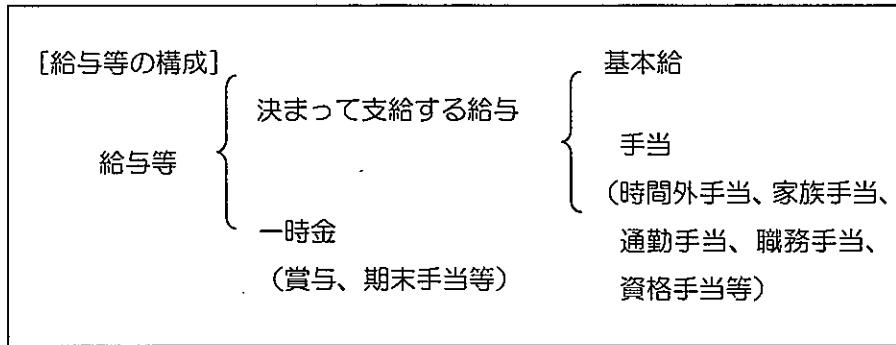 [給与等の構成]
給与等
決まって支給する給与
一時金
（賞与、期末手当等）
基本給
手当
（時間外手当、家族手当、
通勤手当、職務手当、
資格手当等）